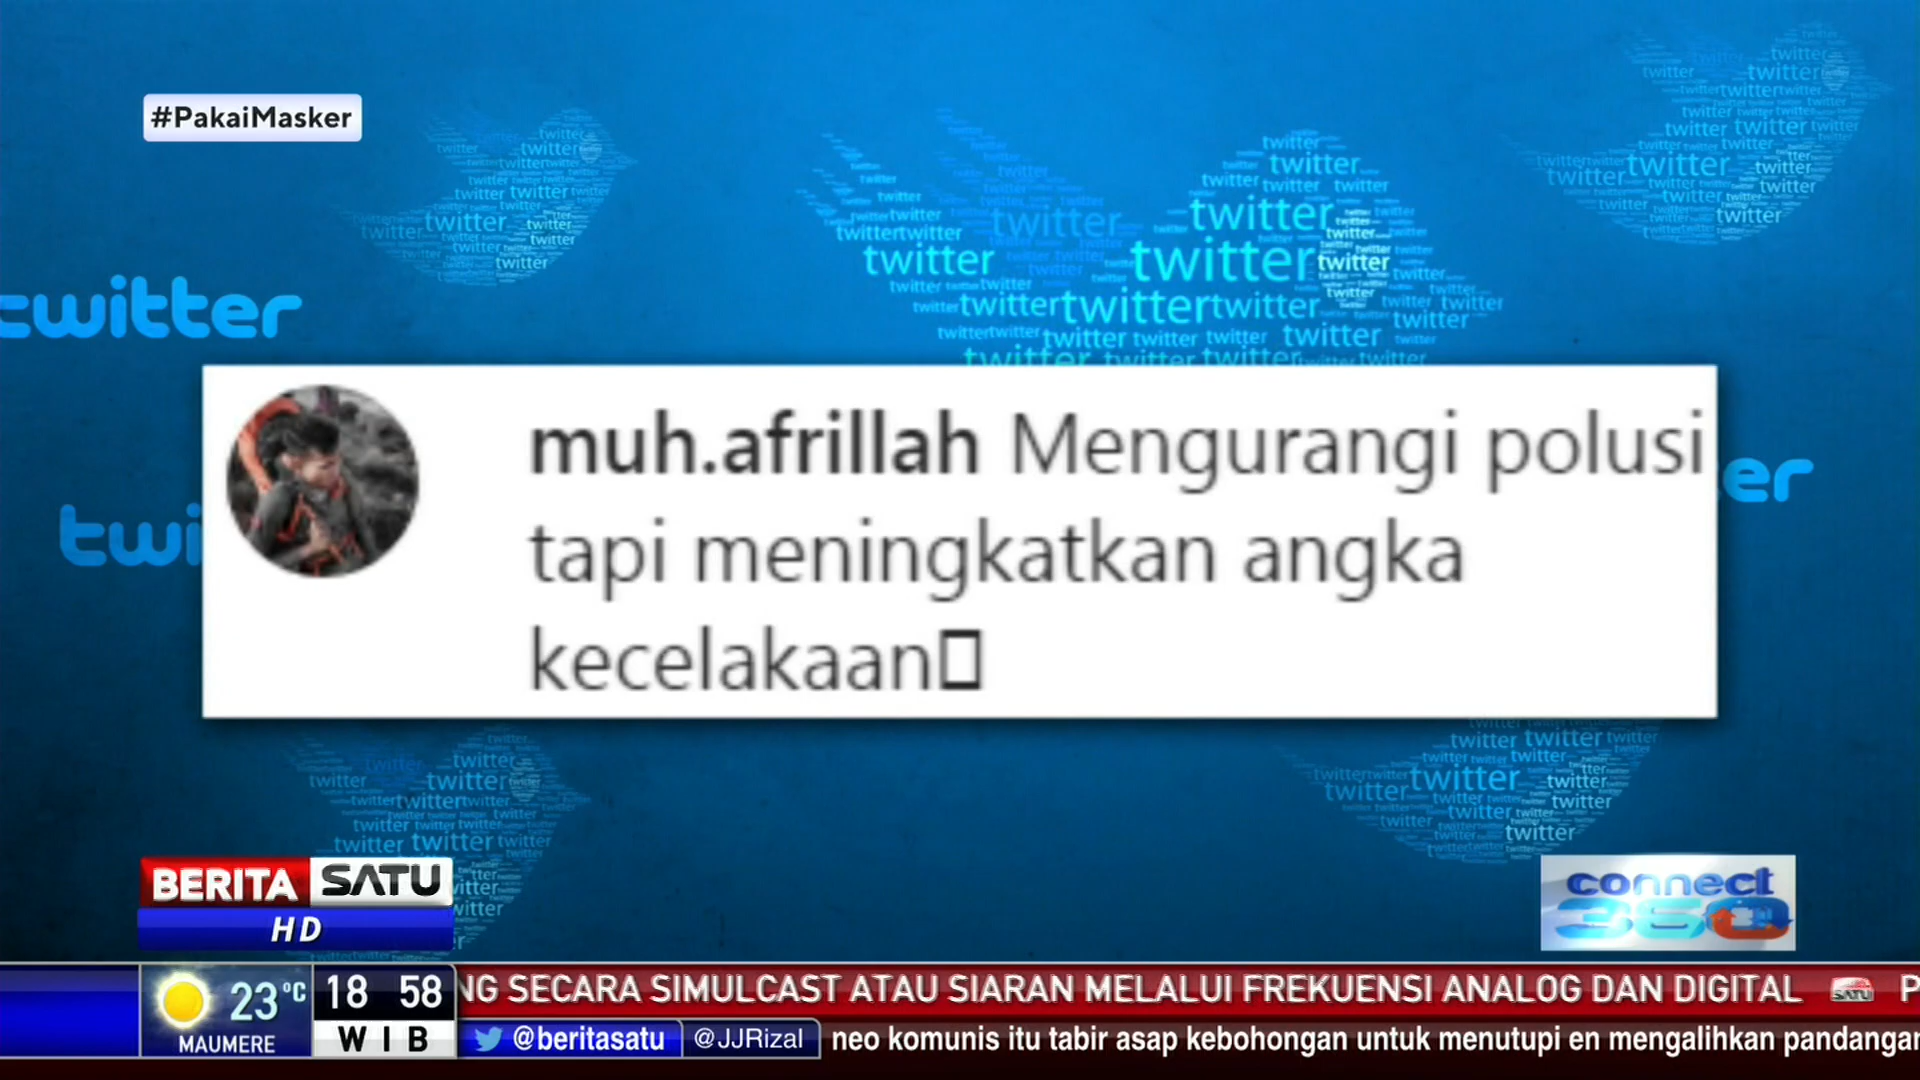 #PakaiMasker
twitter
muh.afrillah Mengurangi polusi
tapi meningkatkan angka
kecelakaan
BERITA SATU
HD
connect
360
23°C
MAUMERE
18 58
WIB
NG SECARA SIMULCAST ATAU SIARAN MELALUI FREKUENSI ANALOG DAN DIGITAL SATU P
@beritasatu @JJRizal neo komunis itu tabir asap kebohongan untuk menutupi en mengalihkan pandangan